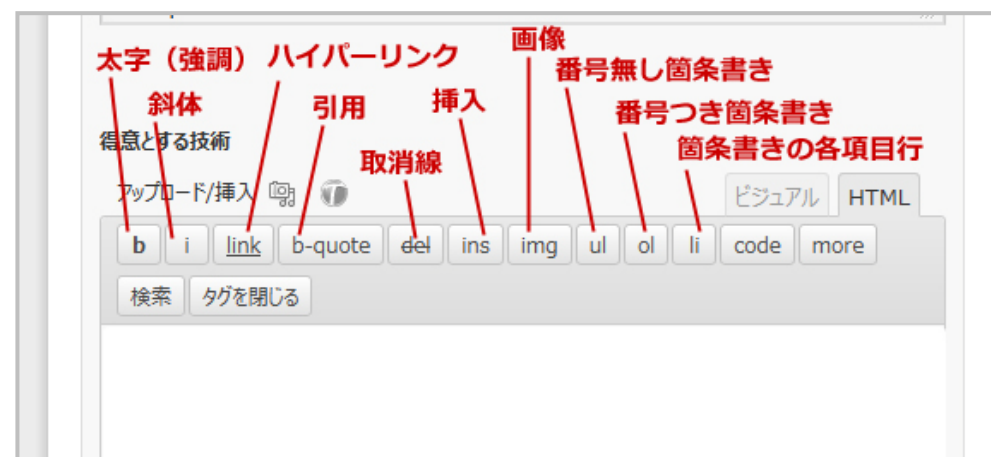 太字（強調） ハイパーリンク 画像
番号無し箇条書き
斜体 引用 挿入 番号つき箇条書き
得意とする技術 取消線 箇条書きの各項目行
アップロード/挿入 ビジュアル HTML
b i link b-quote del ins img ul ol li code more
検索 タグを閉じる